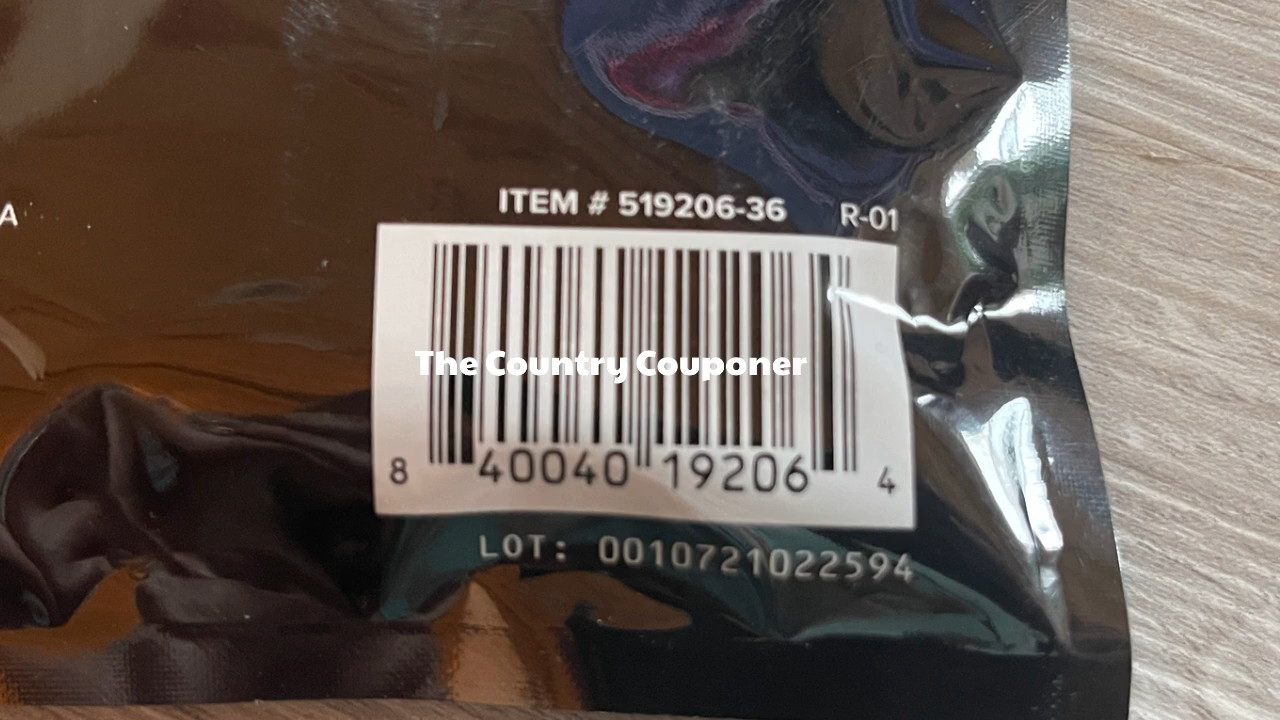 A
ITEM # 519206-36 R-01
The Country Couponer
8 40040 19206 4
LOT: 0010721022594